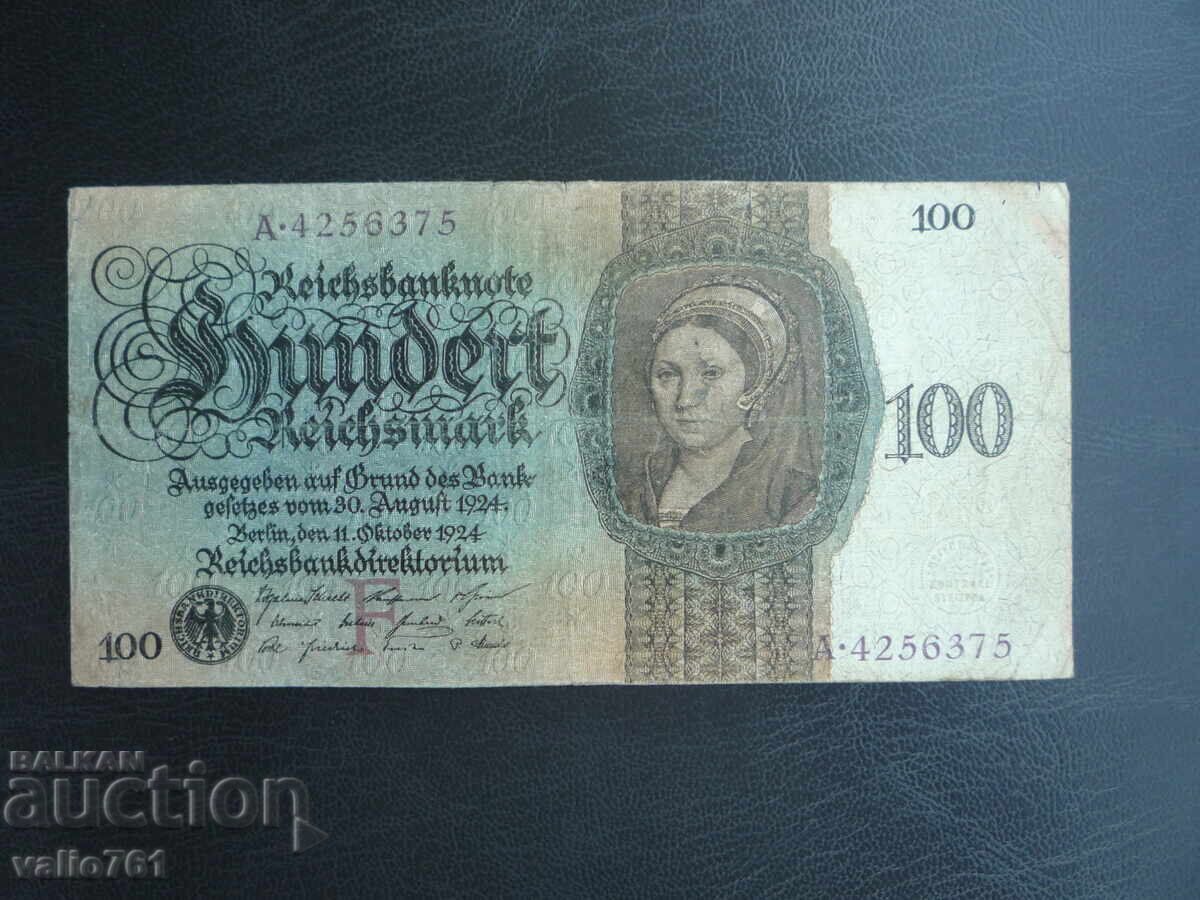 A·4256375
100
Reichsbanknote
Hundert
Reichsmark
100
Ausgegeben auf Grund des Bank-
gesetzes vom 30. August 1924.
Berlin, den 11. Oktober 1924
Reichsbankdirektorium
F
REICHSBANKDIREKTORIUM
100
A·4256375
BALKAN
auction
valio761